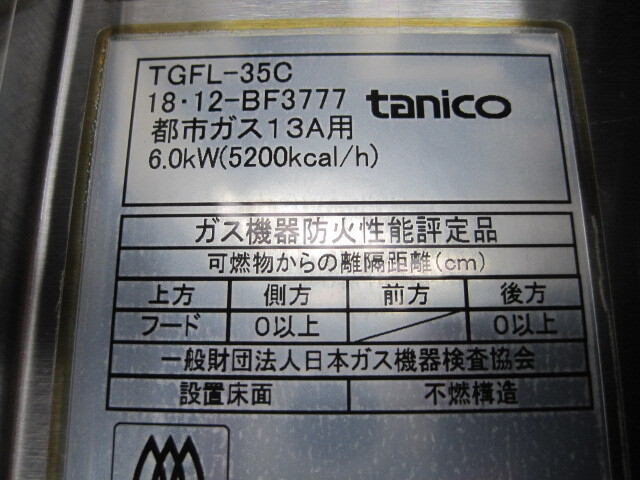 TGFL-35C
18・12-BF3777
tanico
都市ガス13A用
6.0kW(5200kcal/h)
ガス機器防火性能評定品
可燃物からの離隔距離(cm)
上方 側方 前方 後方
フード 0以上 0以上
一般財団法人日本ガス機器検査協会
設置床面 不燃構造